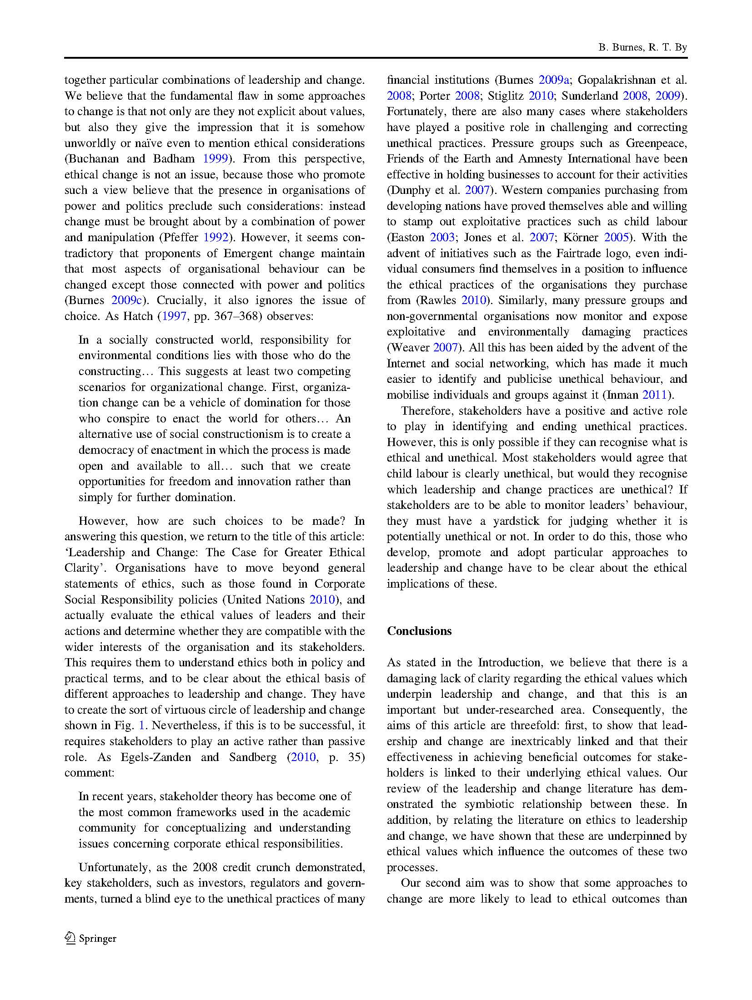 B. Burnes, R. T. By
together particular combinations of leadership and change.
We believe that the fundamental flaw in some approaches
to change is that not only are they not explicit about values,
but also they give the impression that it is somehow
unworldly or naïve even to mention ethical considerations
(Buchanan and Badham 1999). From this perspective,
ethical change is not an issue, because those who promote
such a view believe that the presence in organisations of
power and politics preclude such considerations: instead
change must be brought about by a combination of power
and manipulation (Pfeffer 1992). However, it seems con-
tradictory that proponents of Emergent change maintain
that most aspects of organisational behaviour can be
changed except those connected with power and politics
(Burnes 2009c). Crucially, it also ignores the issue of
choice. As Hatch (1997, pp. 367–368) observes:
In a socially constructed world, responsibility for
environmental conditions lies with those who do the
constructing… This suggests at least two competing
scenarios for organizational change. First, organiza-
tion change can be a vehicle of domination for those
who conspire to enact the world for others… An
alternative use of social constructionism is to create a
democracy of enactment in which the process is made
open and available to all… such that we create
opportunities for freedom and innovation rather than
simply for further domination.
However, how are such choices to be made? In
answering this question, we return to the title of this article:
‘Leadership and Change: The Case for Greater Ethical
Clarity’. Organisations have to move beyond general
statements of ethics, such as those found in Corporate
Social Responsibility policies (United Nations 2010), and
actually evaluate the ethical values of leaders and their
actions and determine whether they are compatible with the
wider interests of the organisation and its stakeholders.
This requires them to understand ethics both in policy and
practical terms, and to be clear about the ethical basis of
different approaches to leadership and change. They have
to create the sort of virtuous circle of leadership and change
shown in Fig. 1. Nevertheless, if this is to be successful, it
requires stakeholders to play an active rather than passive
role. As Egels-Zanden and Sandberg (2010, p. 35)
comment:
In recent years, stakeholder theory has become one of
the most common frameworks used in the academic
community for conceptualizing and understanding
issues concerning corporate ethical responsibilities.
Unfortunately, as the 2008 credit crunch demonstrated,
key stakeholders, such as investors, regulators and govern-
ments, turned a blind eye to the unethical practices of many
financial institutions (Burnes 2009a; Gopalakrishnan et al.
2008; Porter 2008; Stiglitz 2010; Sunderland 2008, 2009).
Fortunately, there are also many cases where stakeholders
have played a positive role in challenging and correcting
unethical practices. Pressure groups such as Greenpeace,
Friends of the Earth and Amnesty International have been
effective in holding businesses to account for their activities
(Dunphy et al. 2007). Western companies purchasing from
developing nations have proved themselves able and willing
to stamp out exploitative practices such as child labour
(Easton 2003; Jones et al. 2007; Körner 2005). With the
advent of initiatives such as the Fairtrade logo, even indi-
vidual consumers find themselves in a position to influence
the ethical practices of the organisations they purchase
from (Rawles 2010). Similarly, many pressure groups and
non-governmental organisations now monitor and expose
exploitative and environmentally damaging practices
(Weaver 2007). All this has been aided by the advent of the
Internet and social networking, which has made it much
easier to identify and publicise unethical behaviour, and
mobilise individuals and groups against it (Inman 2011).
Therefore, stakeholders have a positive and active role
to play in identifying and ending unethical practices.
However, this is only possible if they can recognise what is
ethical and unethical. Most stakeholders would agree that
child labour is clearly unethical, but would they recognise
which leadership and change practices are unethical? If
stakeholders are to be able to monitor leaders’ behaviour,
they must have a yardstick for judging whether it is
potentially unethical or not. In order to do this, those who
develop, promote and adopt particular approaches to
leadership and change have to be clear about the ethical
implications of these.
Conclusions
As stated in the Introduction, we believe that there is a
damaging lack of clarity regarding the ethical values which
underpin leadership and change, and that this is an
important but under-researched area. Consequently, the
aims of this article are threefold: first, to show that lead-
ership and change are inextricably linked and that their
effectiveness in achieving beneficial outcomes for stake-
holders is linked to their underlying ethical values. Our
review of the leadership and change literature has dem-
onstrated the symbiotic relationship between these. In
addition, by relating the literature on ethics to leadership
and change, we have shown that these are underpinned by
ethical values which influence the outcomes of these two
processes.
Our second aim was to show that some approaches to
change are more likely to lead to ethical outcomes than
Springer